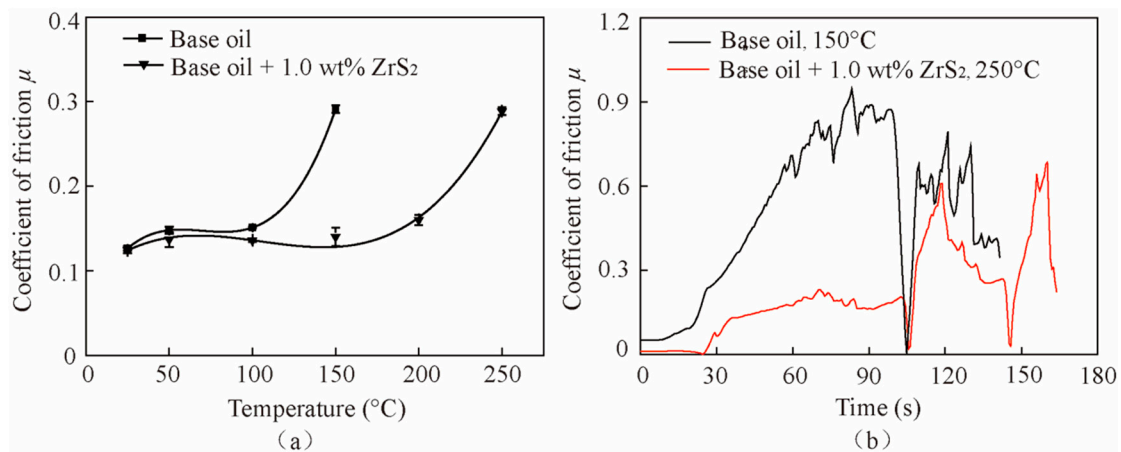 0.4
0.3
0.2
0.1
0
Coefficient of friction μ
Base oil
Base oil + 1.0 wt% ZrS2
0 50 100 150 200 250
Temperature (°C)
（a）
1.2
0.9
0.6
0.3
0
Coefficient of friction μ
Base oil, 150°C
Base oil + 1.0 wt% ZrS2, 250°C
0 30 60 90 120 150 180
Time (s)
（b）